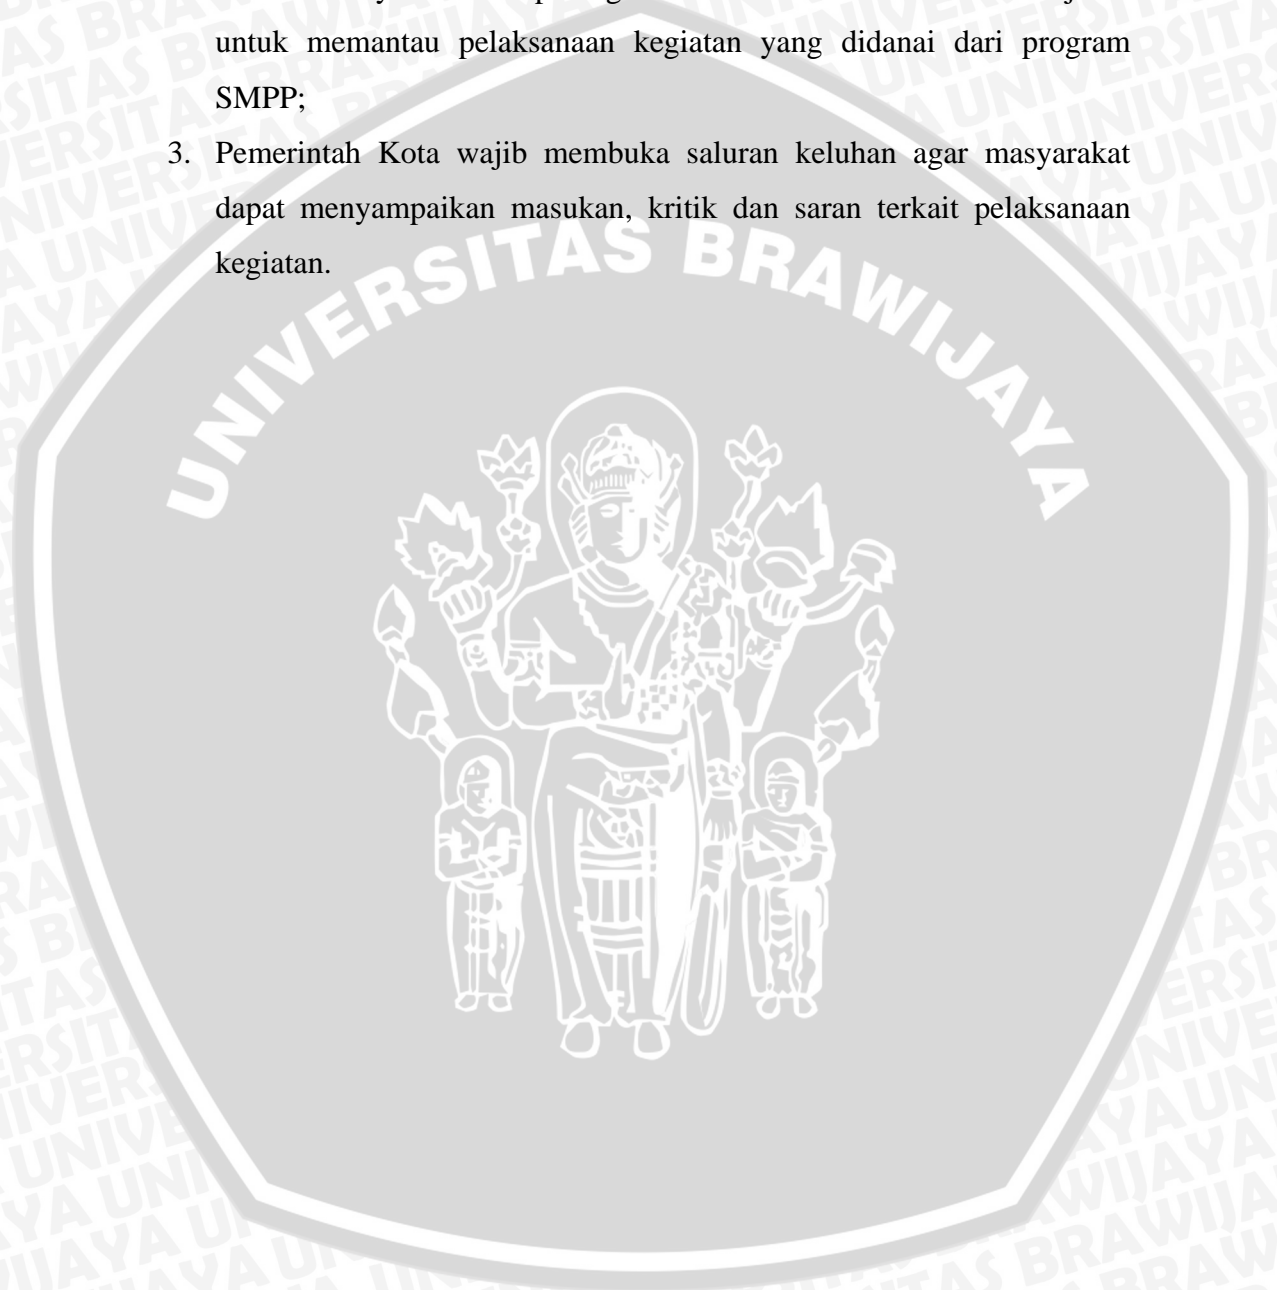 untuk memantau pelaksanaan kegiatan yang didanai dari program
SMPP;
3. Pemerintah Kota wajib membuka saluran keluhan agar masyarakat
dapat menyampaikan masukan, kritik dan saran terkait pelaksanaan
kegiatan.
UNIVERSITAS BRAWIJAYA